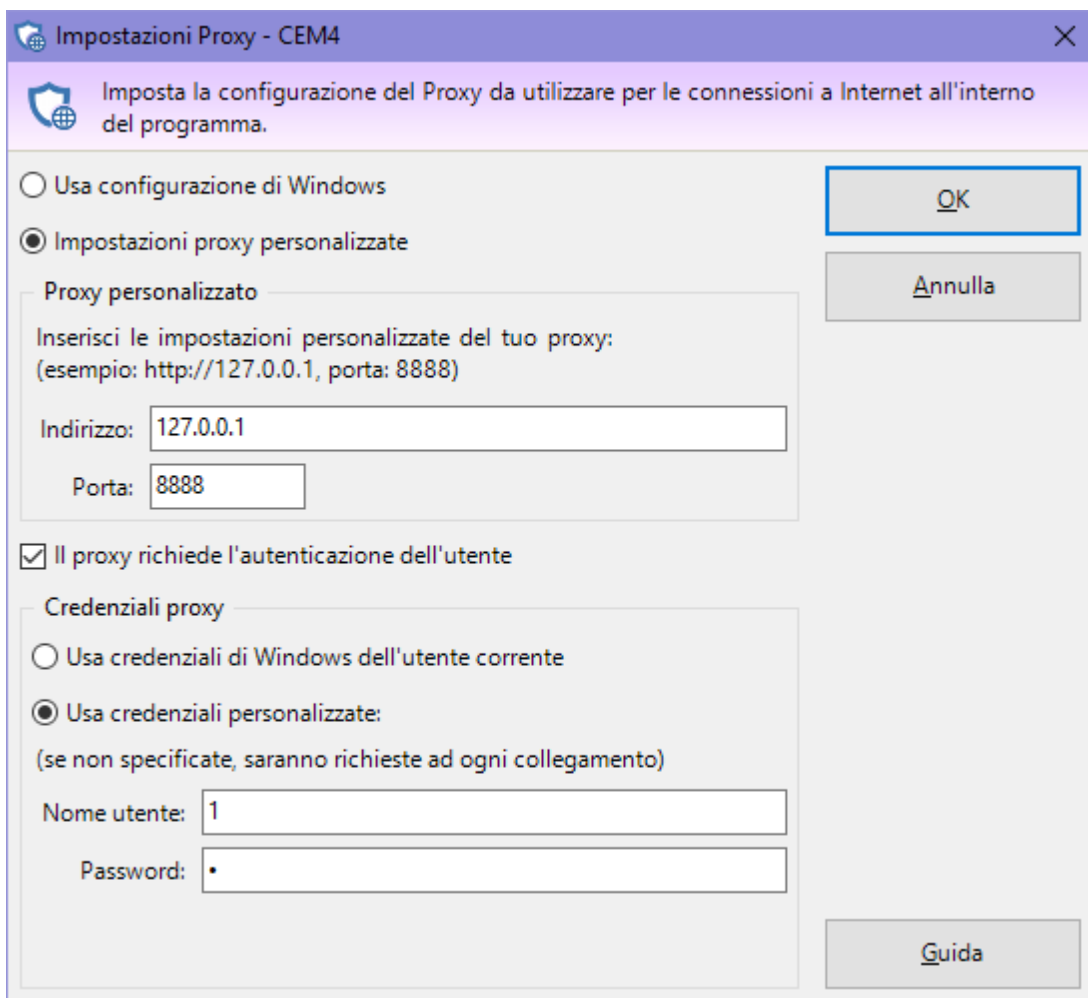 Impostazioni Proxy - CEM4
Imposta la configurazione del Proxy da utilizzare per le connessioni a Internet all'interno
del programma.
Usa configurazione di Windows
OK
Impostazioni proxy personalizzate
Annulla
Proxy personalizzato
Inserisci le impostazioni personalizzate del tuo proxy:
(esempio: http://127.0.0.1, porta: 8888)
Indirizzo: 127.0.0.1
Porta: 8888
Il proxy richiede l'autenticazione dell'utente
Credenziali proxy
Usa credenziali di Windows dell'utente corrente
Usa credenziali personalizzate:
(se non specificate, saranno richieste ad ogni collegamento)
Nome utente: 1
Password: •
Guida